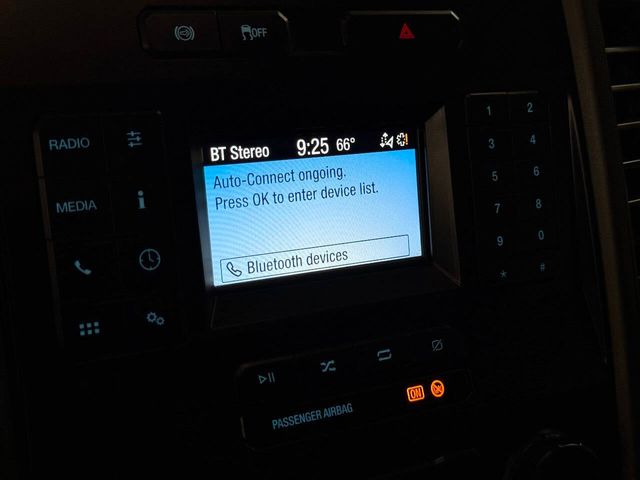 OFF
RADIO
MEDIA
BT Stereo 9:25 66°
Auto-Connect ongoing.
Press OK to enter device list.
Bluetooth devices
1 2
3 4
5 6
7 8
9 0
* #
PASSENGER AIRBAG
ON